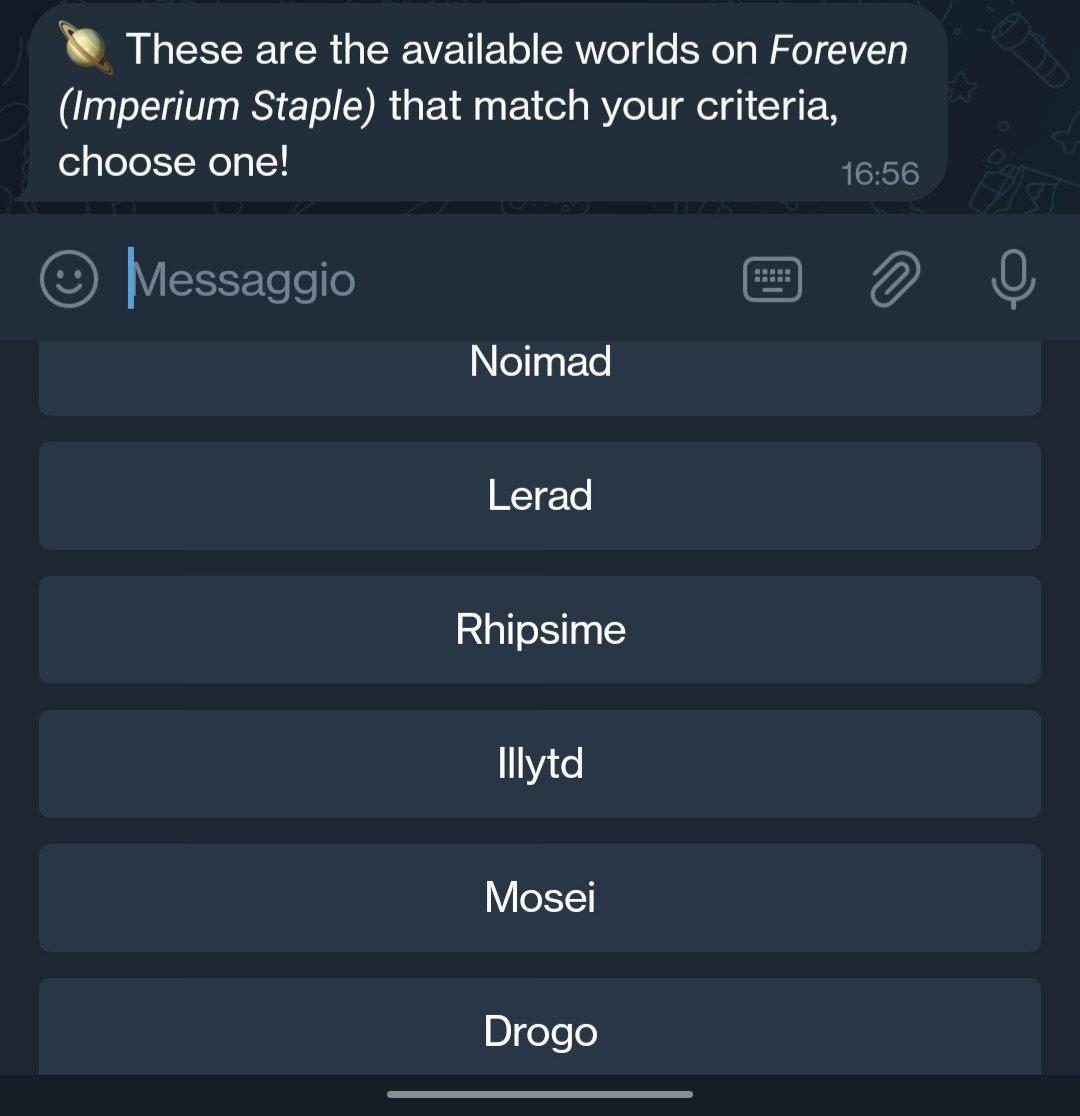 🪐 These are the available worlds on Foreven
(Imperium Staple) that match your criteria,
choose one!
16:56
Messaggio
Noimad
Lerad
Rhipsime
Illytd
Mosei
Drogo